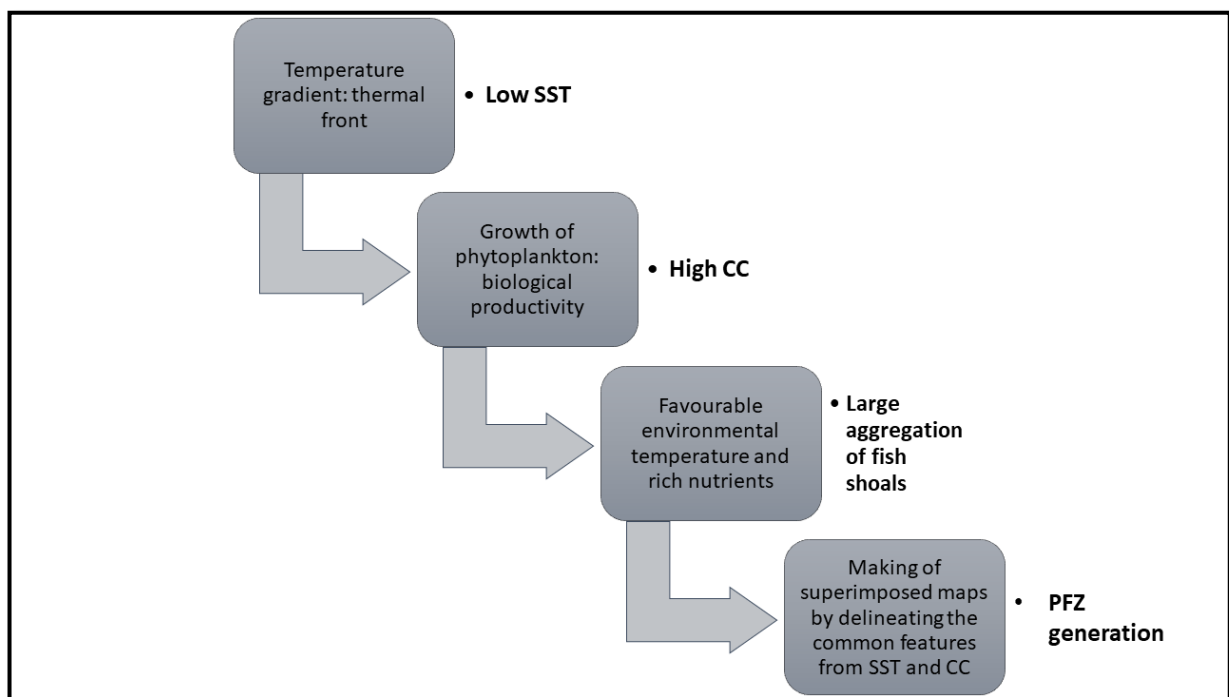 Temperature
gradient: thermal
front
• Low SST
Growth of
phytoplankton:
biological
productivity
• High CC
Favourable
environmental
temperature and
rich nutrients
• Large
aggregation
of fish
shoals
Making of
superimposed maps
by delineating the
common features
from SST and CC
• PFZ
generation